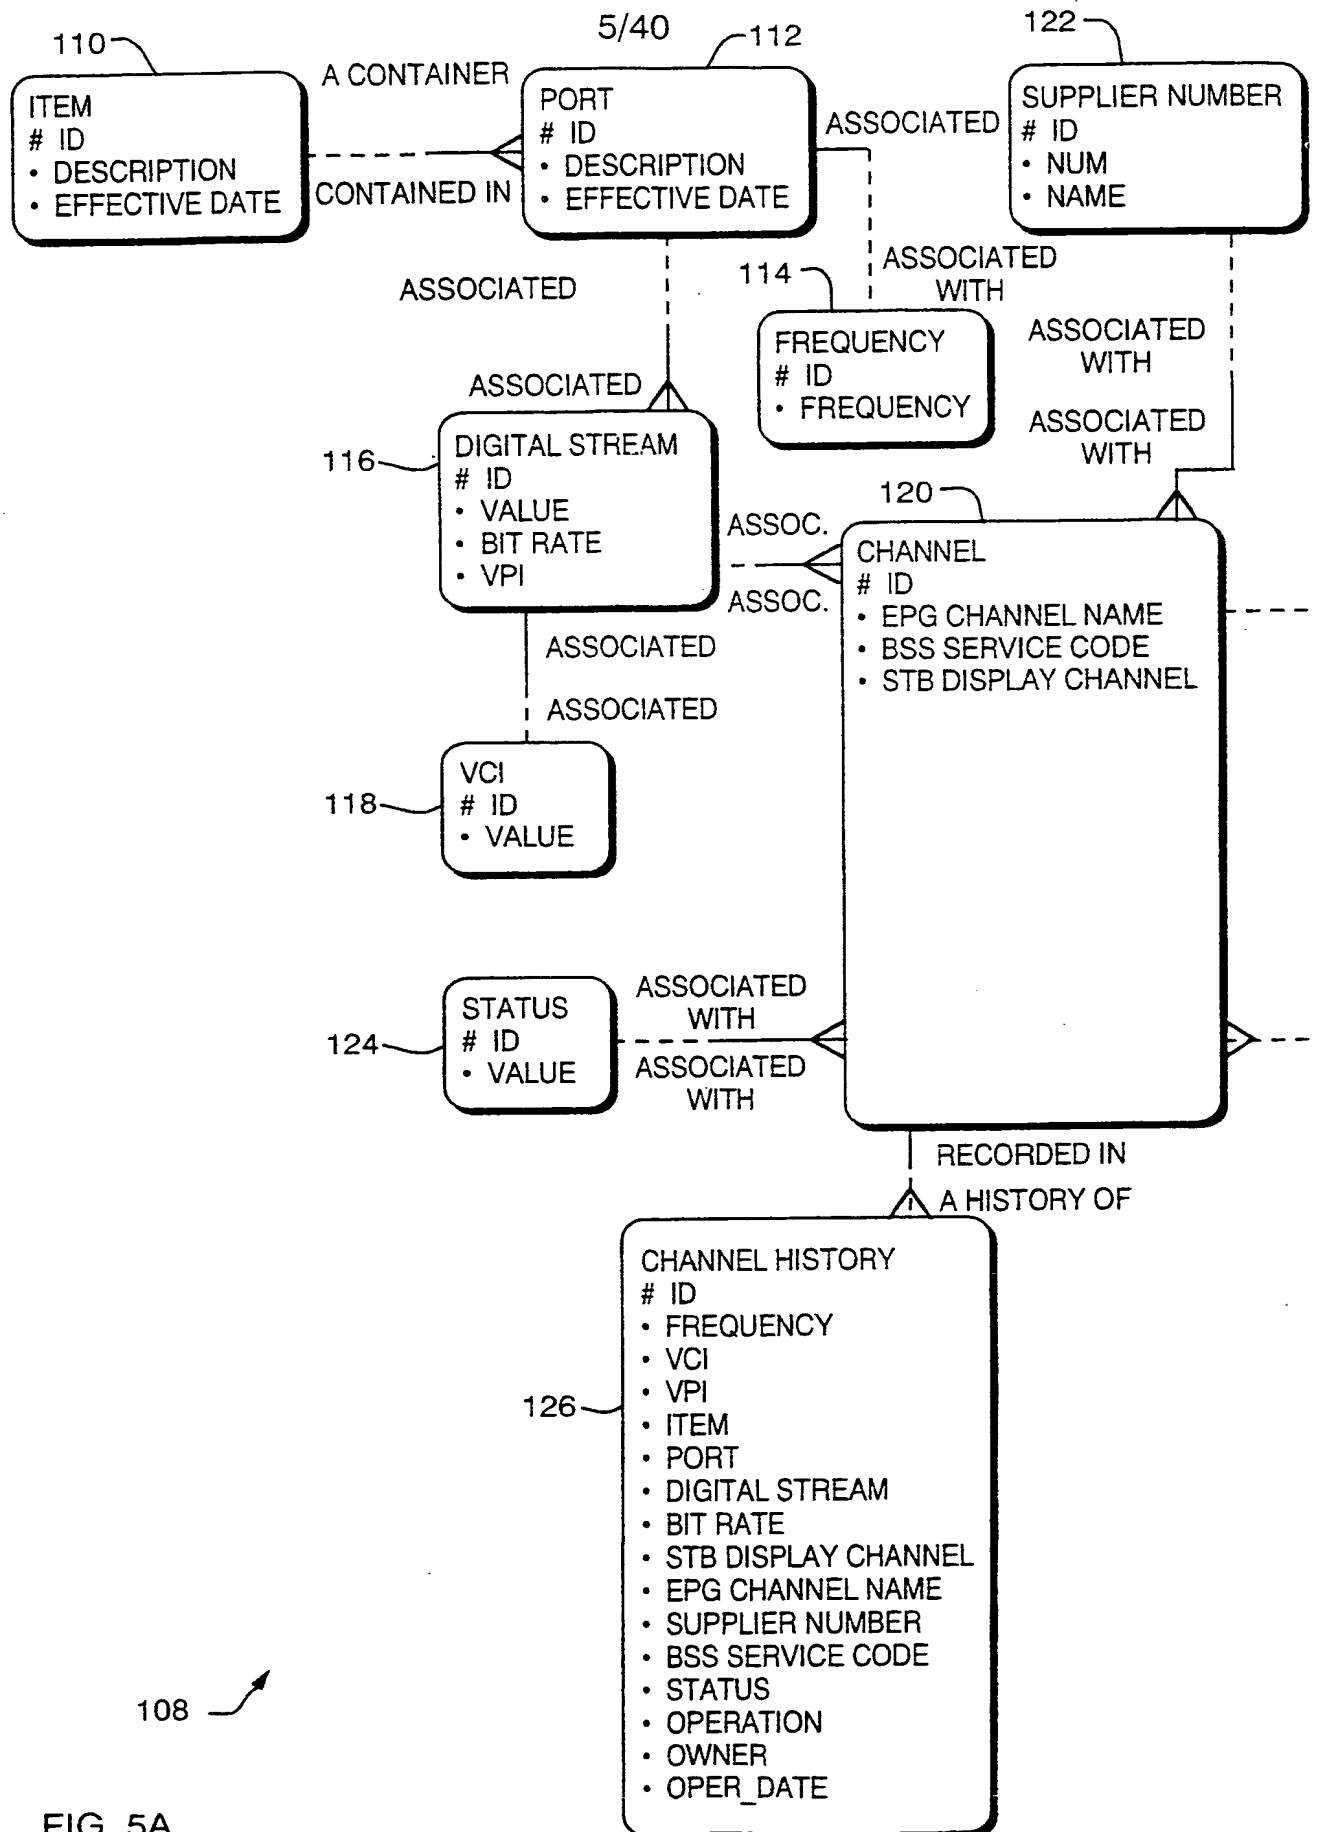 5/40
110
112
122
ITEM
# ID
• DESCRIPTION
• EFFECTIVE DATE
A CONTAINER
CONTAINED IN
PORT
# ID
• DESCRIPTION
• EFFECTIVE DATE
ASSOCIATED
SUPPLIER NUMBER
# ID
• NUM
• NAME
ASSOCIATED
WITH
114
FREQUENCY
# ID
• FREQUENCY
ASSOCIATED
ASSOCIATED
ASSOCIATED
WITH
ASSOCIATED
WITH
116
DIGITAL STREAM
# ID
• VALUE
• BIT RATE
• VPI
ASSOC.
ASSOC.
120
CHANNEL
# ID
• EPG CHANNEL NAME
• BSS SERVICE CODE
• STB DISPLAY CHANNEL
ASSOCIATED
ASSOCIATED
118
VCI
# ID
• VALUE
124
STATUS
# ID
• VALUE
ASSOCIATED
WITH
ASSOCIATED
WITH
RECORDED IN
A HISTORY OF
126
CHANNEL HISTORY
# ID
• FREQUENCY
• VCI
• VPI
• ITEM
• PORT
• DIGITAL STREAM
• BIT RATE
• STB DISPLAY CHANNEL
• EPG CHANNEL NAME
• SUPPLIER NUMBER
• BSS SERVICE CODE
• STATUS
• OPERATION
• OWNER
• OPER_DATE
108
FIG. 5A